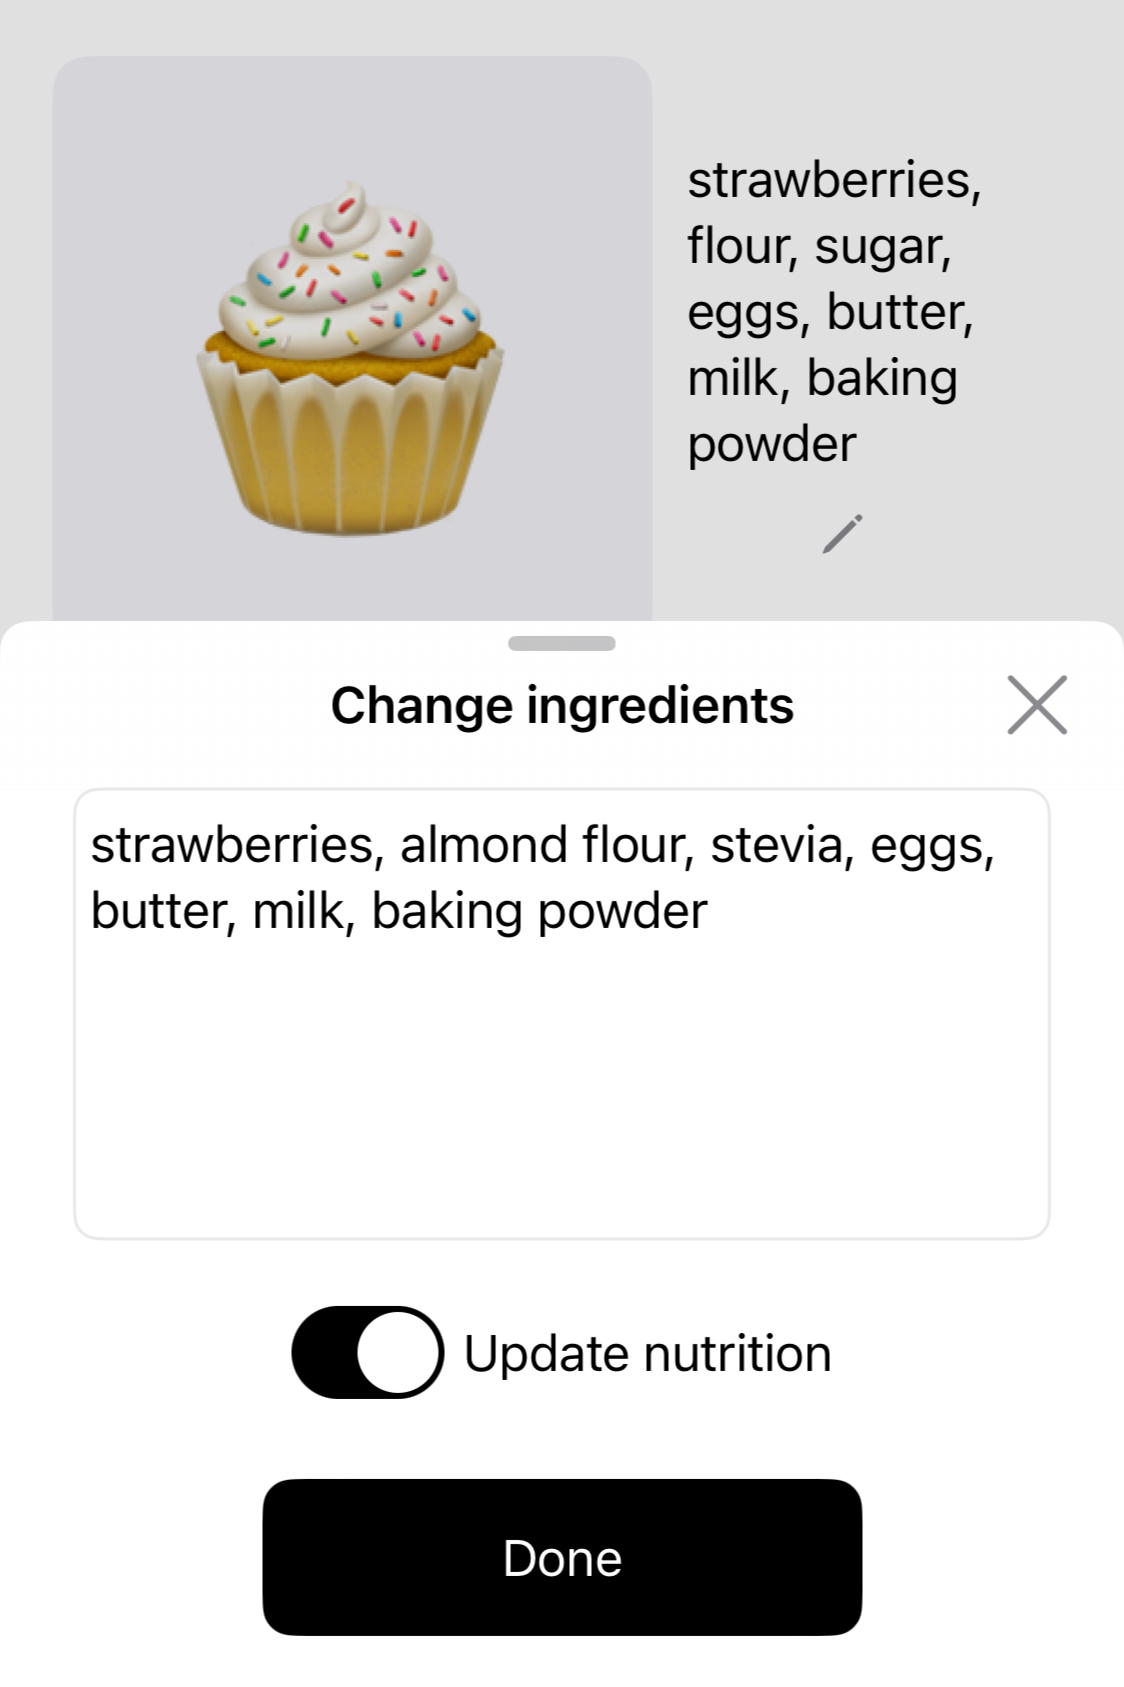 strawberries,
flour, sugar,
eggs, butter,
milk, baking
powder
Change ingredients
strawberries, almond flour, stevia, eggs,
butter, milk, baking powder
Update nutrition
Done